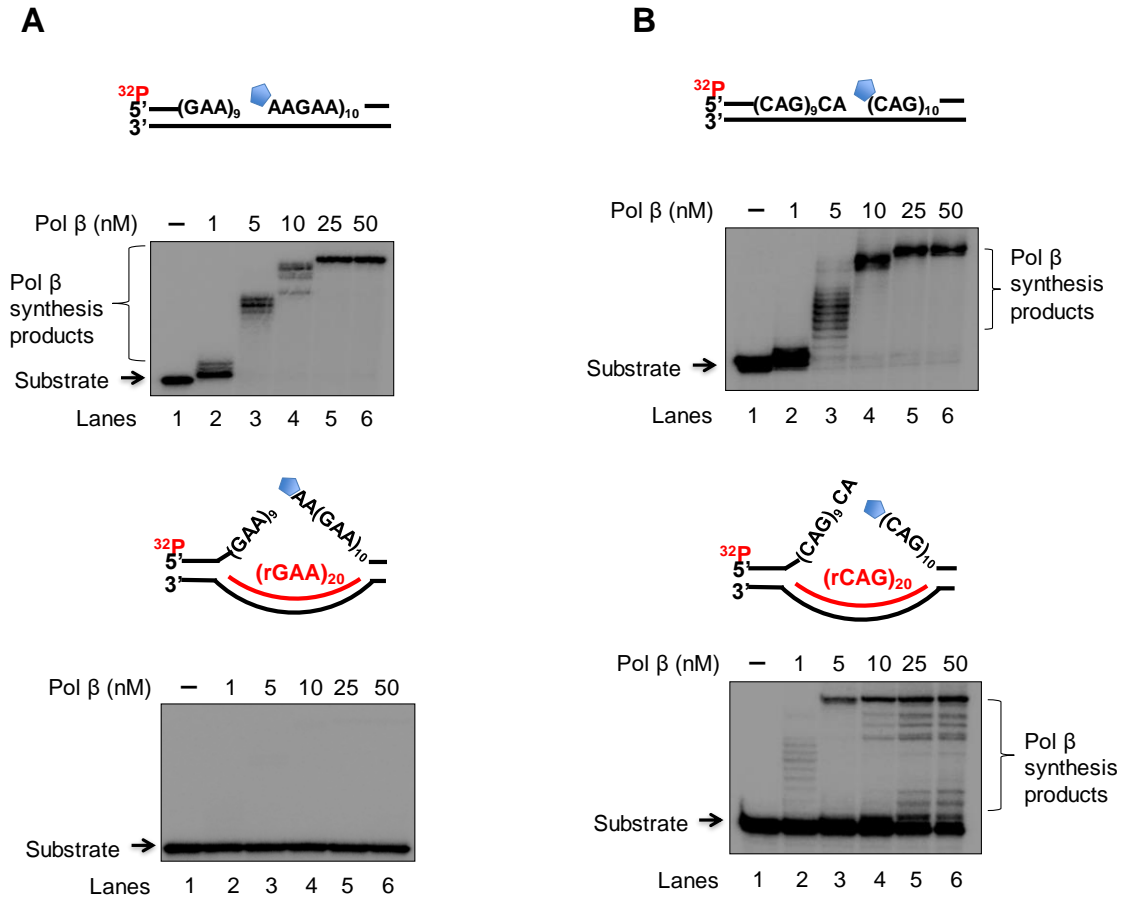 A
32P
5’ (GAA)9 AAGAA)10
3’
Pol β (nM) – 1 5 10 25 50
Pol β
synthesis
products
Substrate
Lanes 1 2 3 4 5 6
32P
5’ (GAA)9 AA(GAA)10
3’ (rGAA)20
Pol β (nM) – 1 5 10 25 50
Substrate
Lanes 1 2 3 4 5 6
B
32P
5’ (CAG)9CA (CAG)10
3’
Pol β (nM) – 1 5 10 25 50
Pol β
synthesis
products
Substrate
Lanes 1 2 3 4 5 6
32P
5’ (CAG)9 CA (CAG)10
3’ (rCAG)20
Pol β (nM) – 1 5 10 25 50
Pol β
synthesis
products
Substrate
Lanes 1 2 3 4 5 6